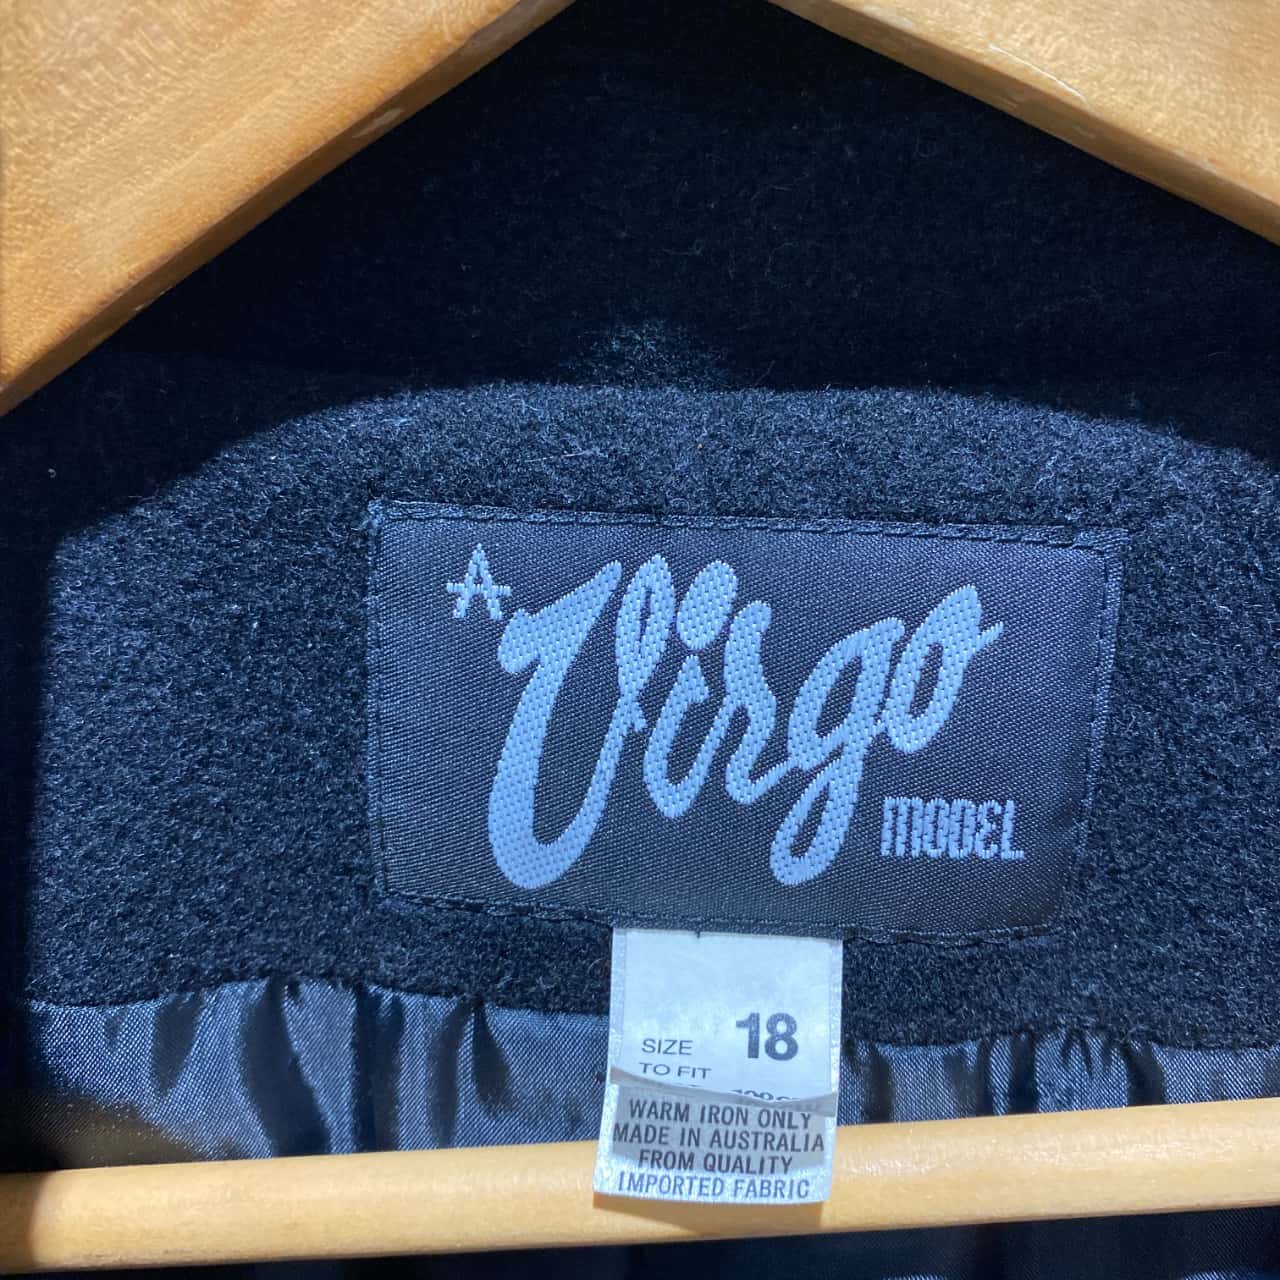 A Virgo
MODEL
SIZE 18
TO FIT
WARM IRON ONLY
MADE IN AUSTRALIA
FROM QUALITY
IMPORTED FABRIC